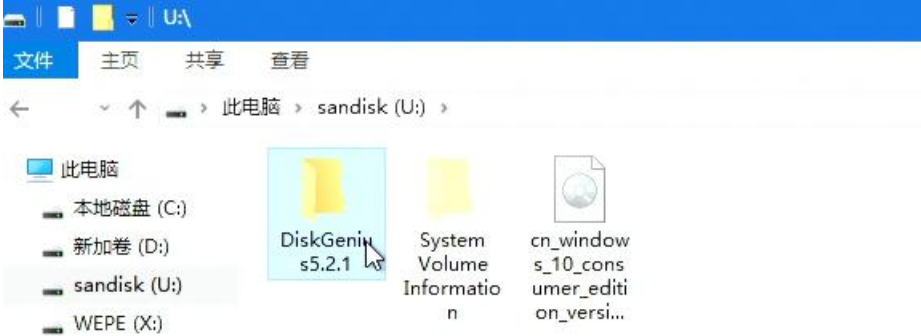 U:\
文件 主页 共享 查看
此电脑 › sandisk (U:) ›
此电脑
本地磁盘 (C:)
新加卷 (D:)
sandisk (U:)
WEPE (X:)
DiskGeniu
s5.2.1
System
Volume
Informatio
n
cn_window
s_10_cons
umer_editi
on_versi...